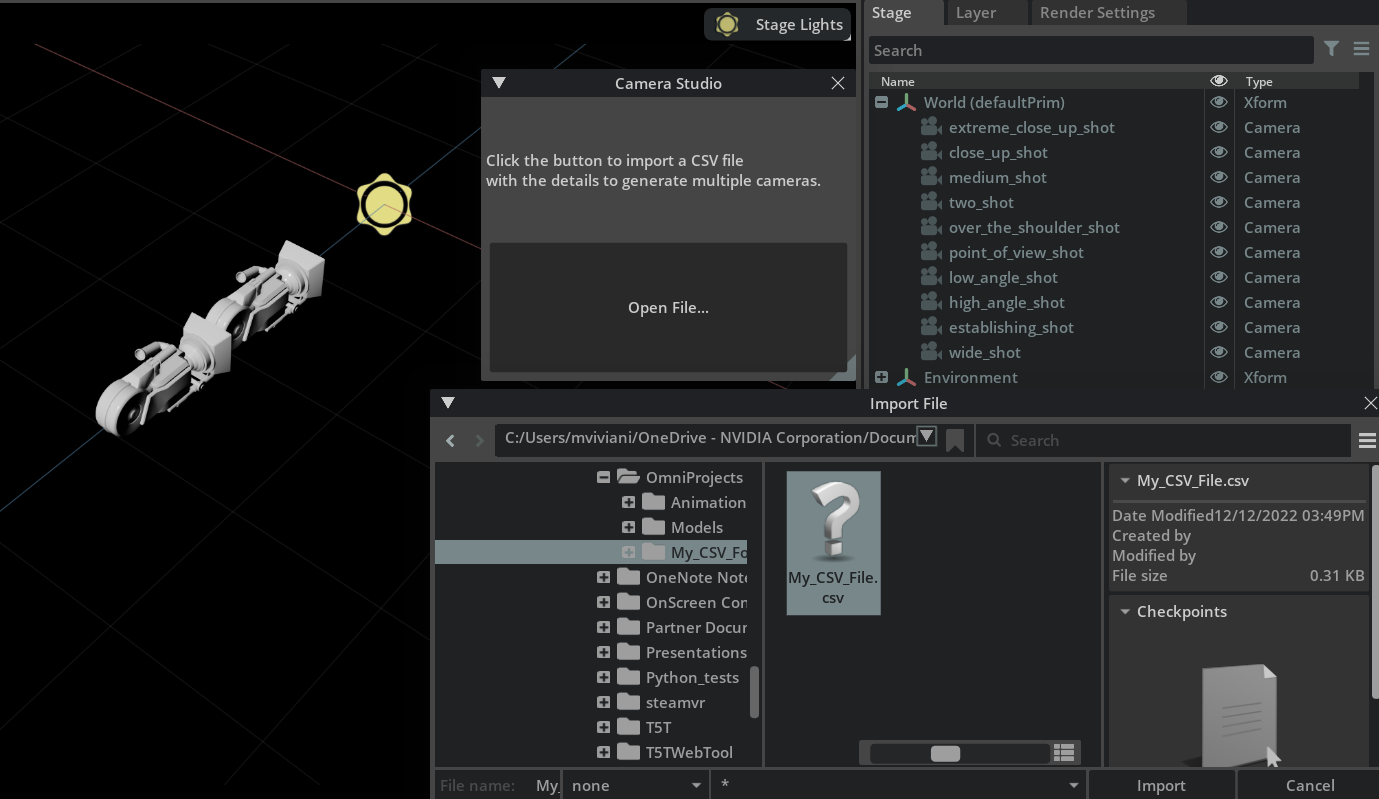 Stage Lights
Stage
Layer
Render Settings
Search
Name
Type
World (defaultPrim)
Xform
extreme_close_up_shot
Camera
close_up_shot
Camera
medium_shot
Camera
two_shot
Camera
over_the_shoulder_shot
Camera
point_of_view_shot
Camera
low_angle_shot
Camera
high_angle_shot
Camera
establishing_shot
Camera
wide_shot
Camera
Environment
Xform
Camera Studio
Click the button to import a CSV file
with the details to generate multiple cameras.
Open File...
Import File
C:/Users/mviviani/OneDrive - NVIDIA Corporation/Docum
Search
OmniProjects
Animation
Models
My_CSV_Fo
OneNote Note
OnScreen Con
Partner Docur
Presentations
Python_tests
steamvr
T5T
T5TWebTool
My_CSV_File.
csv
My_CSV_File.csv
Date Modified12/12/2022 03:49PM
Created by
Modified by
File size 0.31 KB
Checkpoints
File name: My_
none
*
Import
Cancel